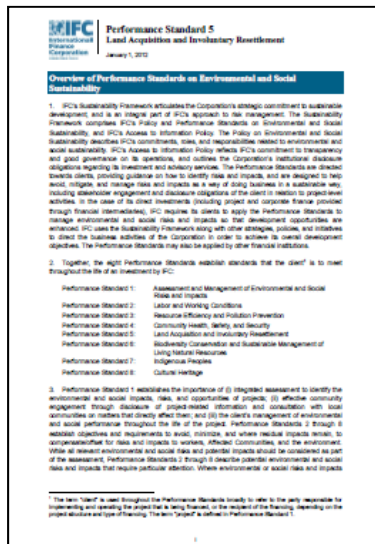 IFC
International
Finance
Corporation
Performance Standard 5
Land Acquisition and Involuntary Resettlement
January 1, 2012
Overview of Performance Standards on Environmental and Social
Sustainability
1. IFC's Sustainability Framework articulates the Corporation's strategic commitment to sustainable
development, and is an integral part of IFC's approach to risk management. The Sustainability
Framework comprises IFC's Policy and Performance Standards on Environmental and Social
Sustainability, and IFC's Access to Information Policy. The Policy on Environmental and Social
Sustainability describes IFC's commitments, roles, and responsibilities related to environmental and
social sustainability. IFC's Access to Information Policy reflects IFC's commitment to transparency
and good governance on its operations, and outlines the Corporation's institutional disclosure
obligations regarding its investment and advisory services. The Performance Standards are directed
towards clients, providing guidance on how to identify risks and impacts, and are designed to help
avoid, mitigate, and manage risks and impacts as a way of doing business in a sustainable way,
including stakeholder engagement and disclosure obligations of the client in relation to project-level
activities. In the case of its direct investments (including project and corporate finance provided
through financial intermediaries), IFC requires its clients to apply the Performance Standards to
manage environmental and social risks and impacts so that development opportunities are
enhanced. IFC uses the Sustainability Framework along with other strategies, policies, and initiatives
to direct the business activities of the Corporation in order to achieve its overall development
objectives. The Performance Standards may also be applied by other financial institutions.
2. Together, the eight Performance Standards establish standards that the client1 is to meet
throughout the life of an investment by IFC:
Performance Standard 1: Assessment and Management of Environmental and Social
Risks and Impacts
Performance Standard 2: Labor and Working Conditions
Performance Standard 3: Resource Efficiency and Pollution Prevention
Performance Standard 4: Community Health, Safety, and Security
Performance Standard 5: Land Acquisition and Involuntary Resettlement
Performance Standard 6: Biodiversity Conservation and Sustainable Management of
Living Natural Resources
Performance Standard 7: Indigenous Peoples
Performance Standard 8: Cultural Heritage
3. Performance Standard 1 establishes the importance of (i) integrated assessment to identify the
environmental and social impacts, risks, and opportunities of projects; (ii) effective community
engagement through disclosure of project-related information and consultation with local
communities on matters that directly affect them; and (iii) the client's management of environmental
and social performance throughout the life of the project. Performance Standards 2 through 8
establish objectives and requirements to avoid, minimize, and where residual impacts remain, to
compensate/offset for risks and impacts to workers, Affected Communities, and the environment.
While all relevant environmental and social risks and potential impacts should be considered as part
of the assessment, Performance Standards 2 through 8 describe potential environmental and social
risks and impacts that require particular attention. Where environmental or social risks and impacts
1 The term "client" is used throughout the Performance Standards broadly to refer to the party responsible for
implementing and operating the project that is being financed, or the recipient of the financing, depending on the
project structure and type of financing. The term "project" is defined in Performance Standard 1.